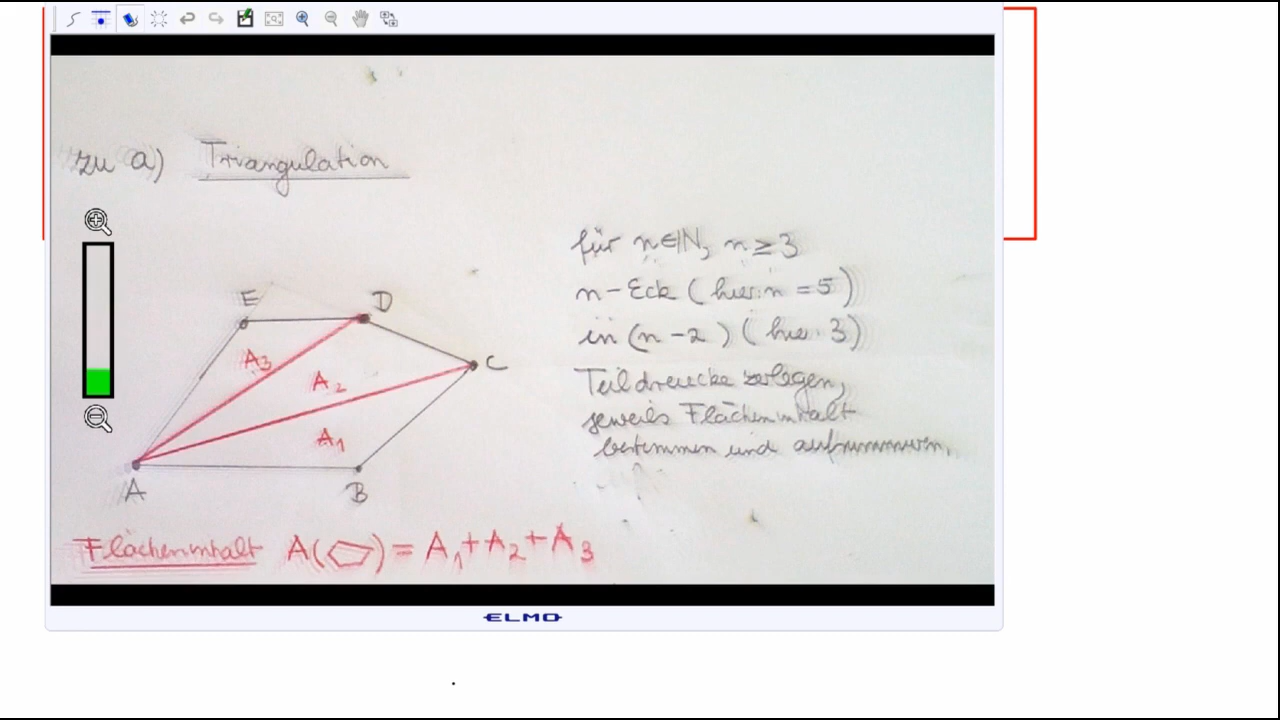 zu a) Triangulation
für n∈ℕ, n ≥ 3
n-Eck (hier: n = 5)
in (n-2) (hier 3)
Teildreiecke zerlegen,
jeweils Flächeninhalt
bestimmen und aufsummieren.
E
D
C
A3
A2
A1
A
B
Flächeninhalt A(⬠) = A1+A2+A3
ELMO